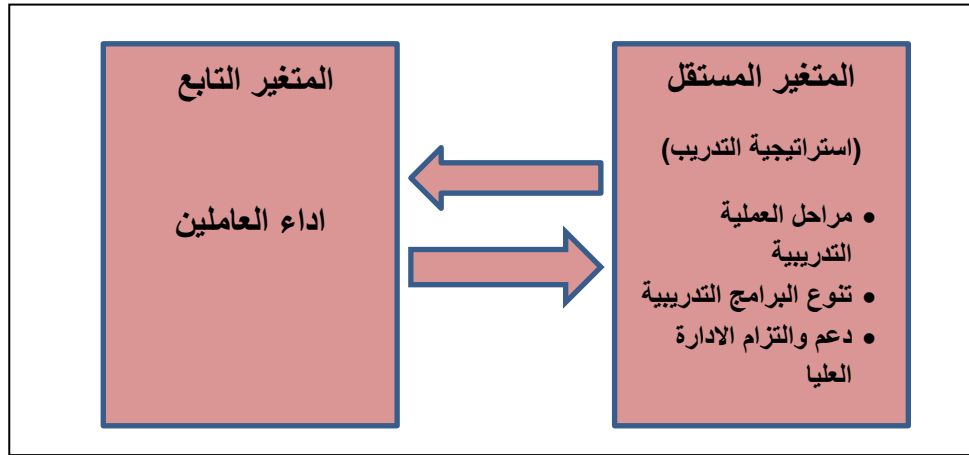 المتغير المستقل
(استراتيجية التدريب)
• مراحل العملية
التدريبية
• تنوع البرامج التدريبية
• دعم والتزام الادارة
العليا
المتغير التابع
اداء العاملين